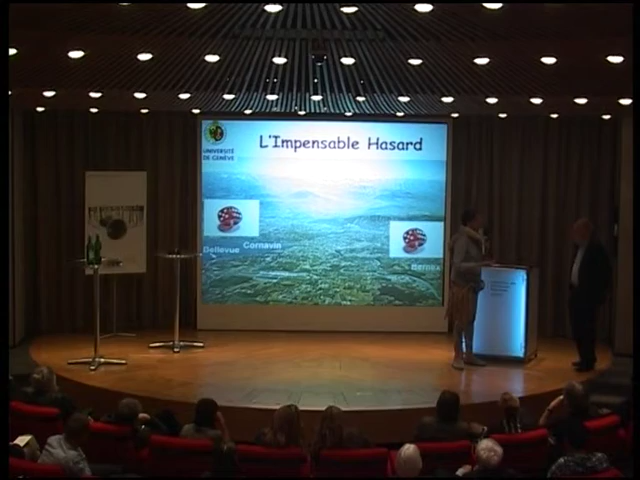 UNIVERSITÉ
DE GENÈVE
L'Impensable Hasard
Bellevue
Cornavin
Bernex